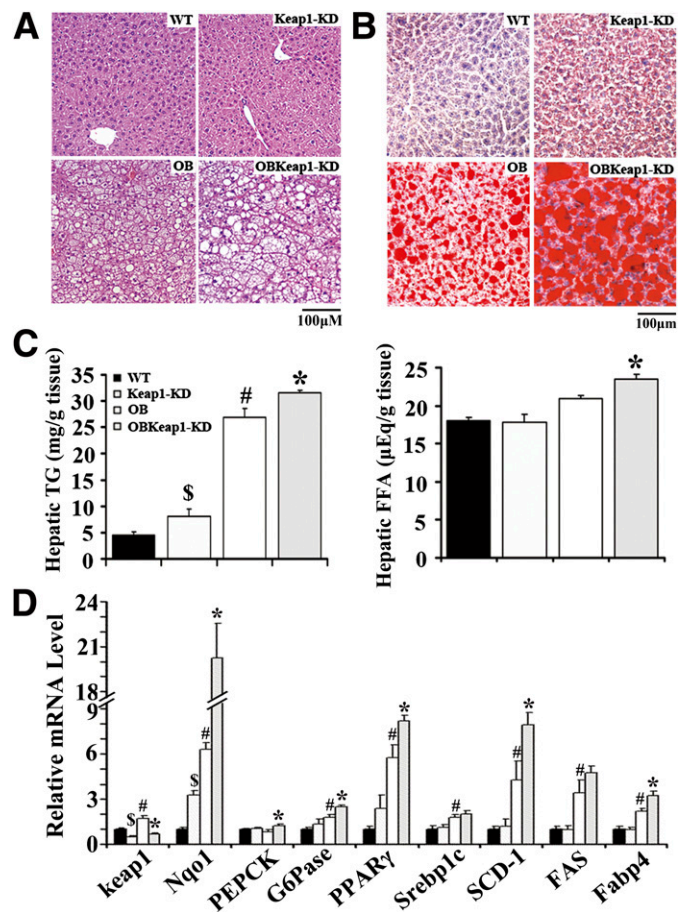 A
WT
Keap1-KD
OB
OBKeap1-KD
100μM
B
WT
Keap1-KD
OB
OBKeap1-KD
100μm
C
Hepatic TG (mg/g tissue)
35
30
25
20
15
10
5
0
WT
Keap1-KD
OB
OBKeap1-KD
$
#
*
Hepatic FFA (μEq/g tissue)
25
20
15
10
5
0
*
D
Relative mRNA Level
24
21
18
9
6
3
0
$ # *
$ # *
*
# *
# *
#
# *
#
# *
keap1
Nqo1
PEPCK
G6Pase
PPARγ
Srebp1c
SCD-1
FAS
Fabp4